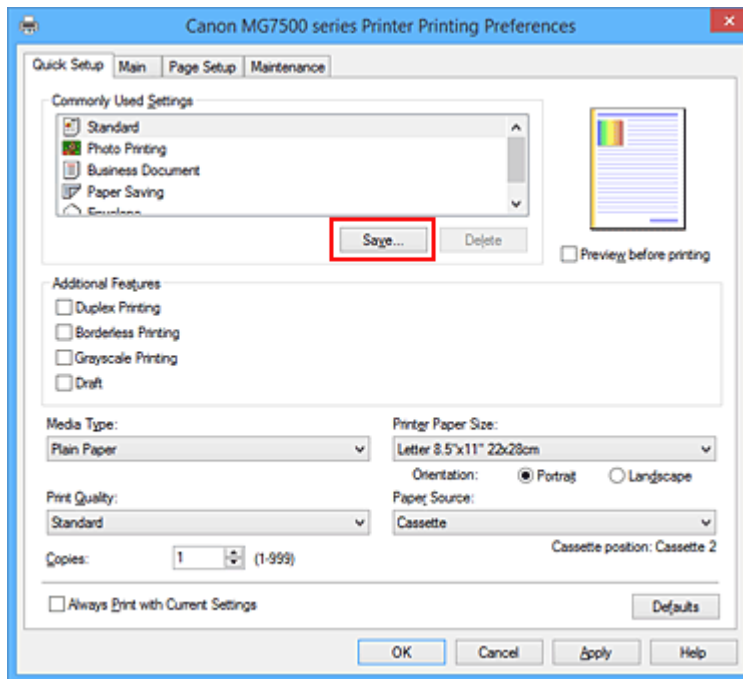 Canon MG7500 series Printer Printing Preferences
Quick Setup Main Page Setup Maintenance
Commonly Used Settings
Standard
Photo Printing
Business Document
Paper Saving
Envelope
Save... Delete
Preview before printing
Additional Features
Duplex Printing
Borderless Printing
Grayscale Printing
Draft
Media Type: Printer Paper Size:
Plain Paper Letter 8.5"x11" 22x28cm
Orientation: Portrait Landscape
Print Quality: Paper Source:
Standard Cassette
Cassette position: Cassette 2
Copies: 1 (1-999)
Always Print with Current Settings Defaults
OK Cancel Apply Help